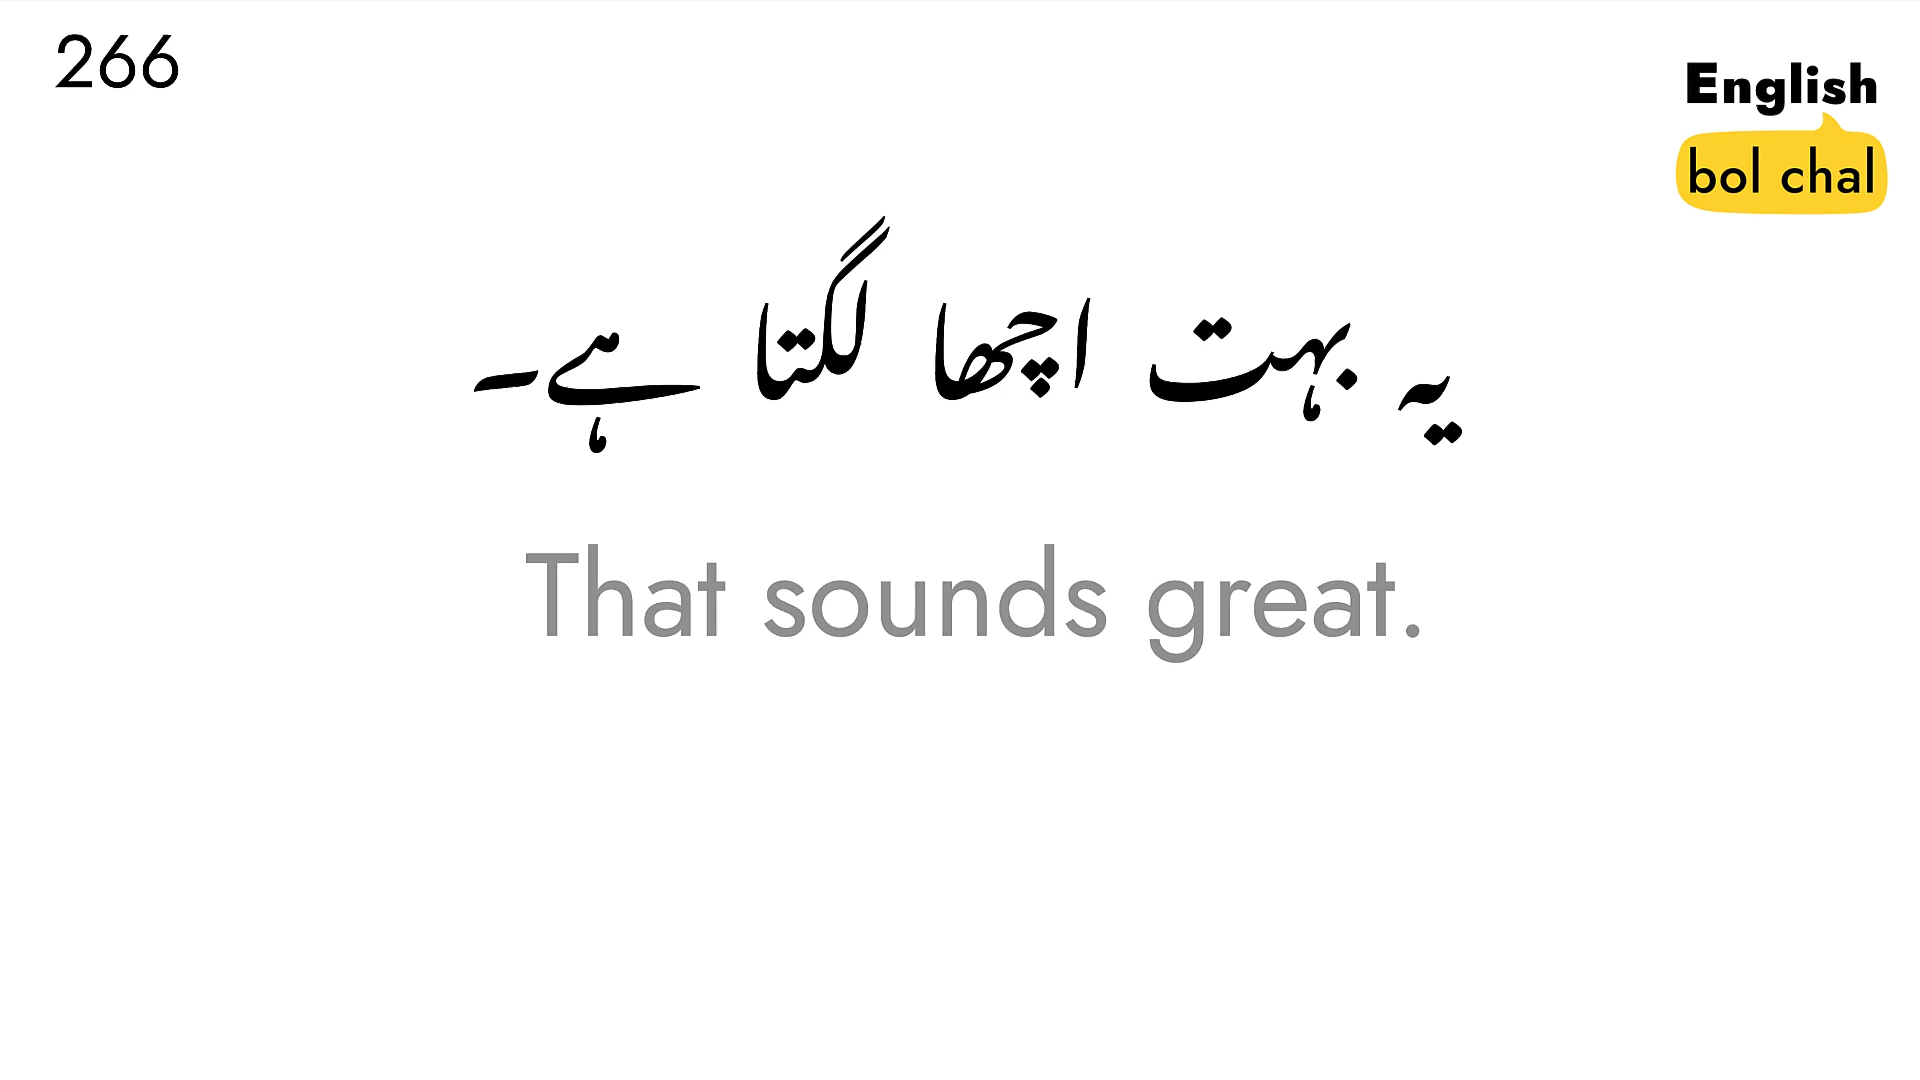 266
English
bol chal
یہ بہت اچھا لگتا ہے۔
That sounds great.